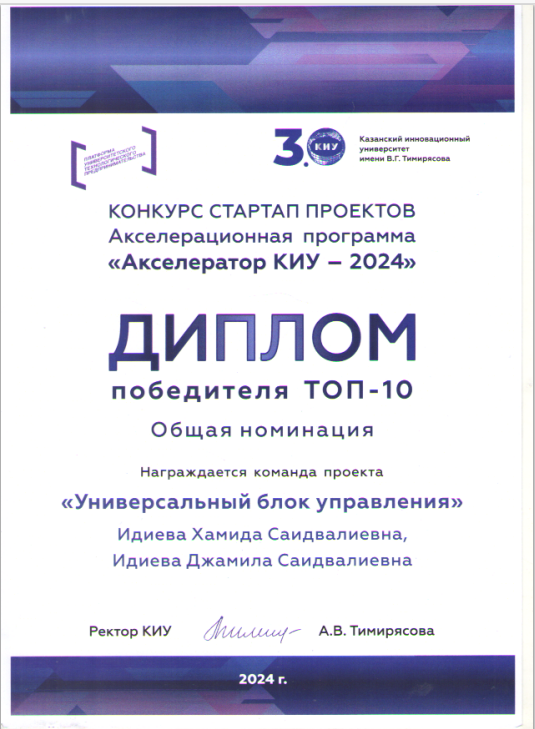 ПЛАТФОРМА
УНИВЕРСИТЕТСКОГО
ТЕХНОЛОГИЧЕСКОГО
ПРЕДПРИНИМАТЕЛЬСТВА
3.0 КИУ
Казанский инновационный
университет
имени В.Г. Тимирясова
КОНКУРС СТАРТАП ПРОЕКТОВ
Акселерационная программа
«Акселератор КИУ – 2024»
ДИПЛОМ
победителя ТОП-10
Общая номинация
Награждается команда проекта
«Универсальный блок управления»
Идиева Хамида Саидвалиевна,
Идиева Джамила Саидвалиевна
Ректор КИУ
А.В. Тимирясова
2024 г.